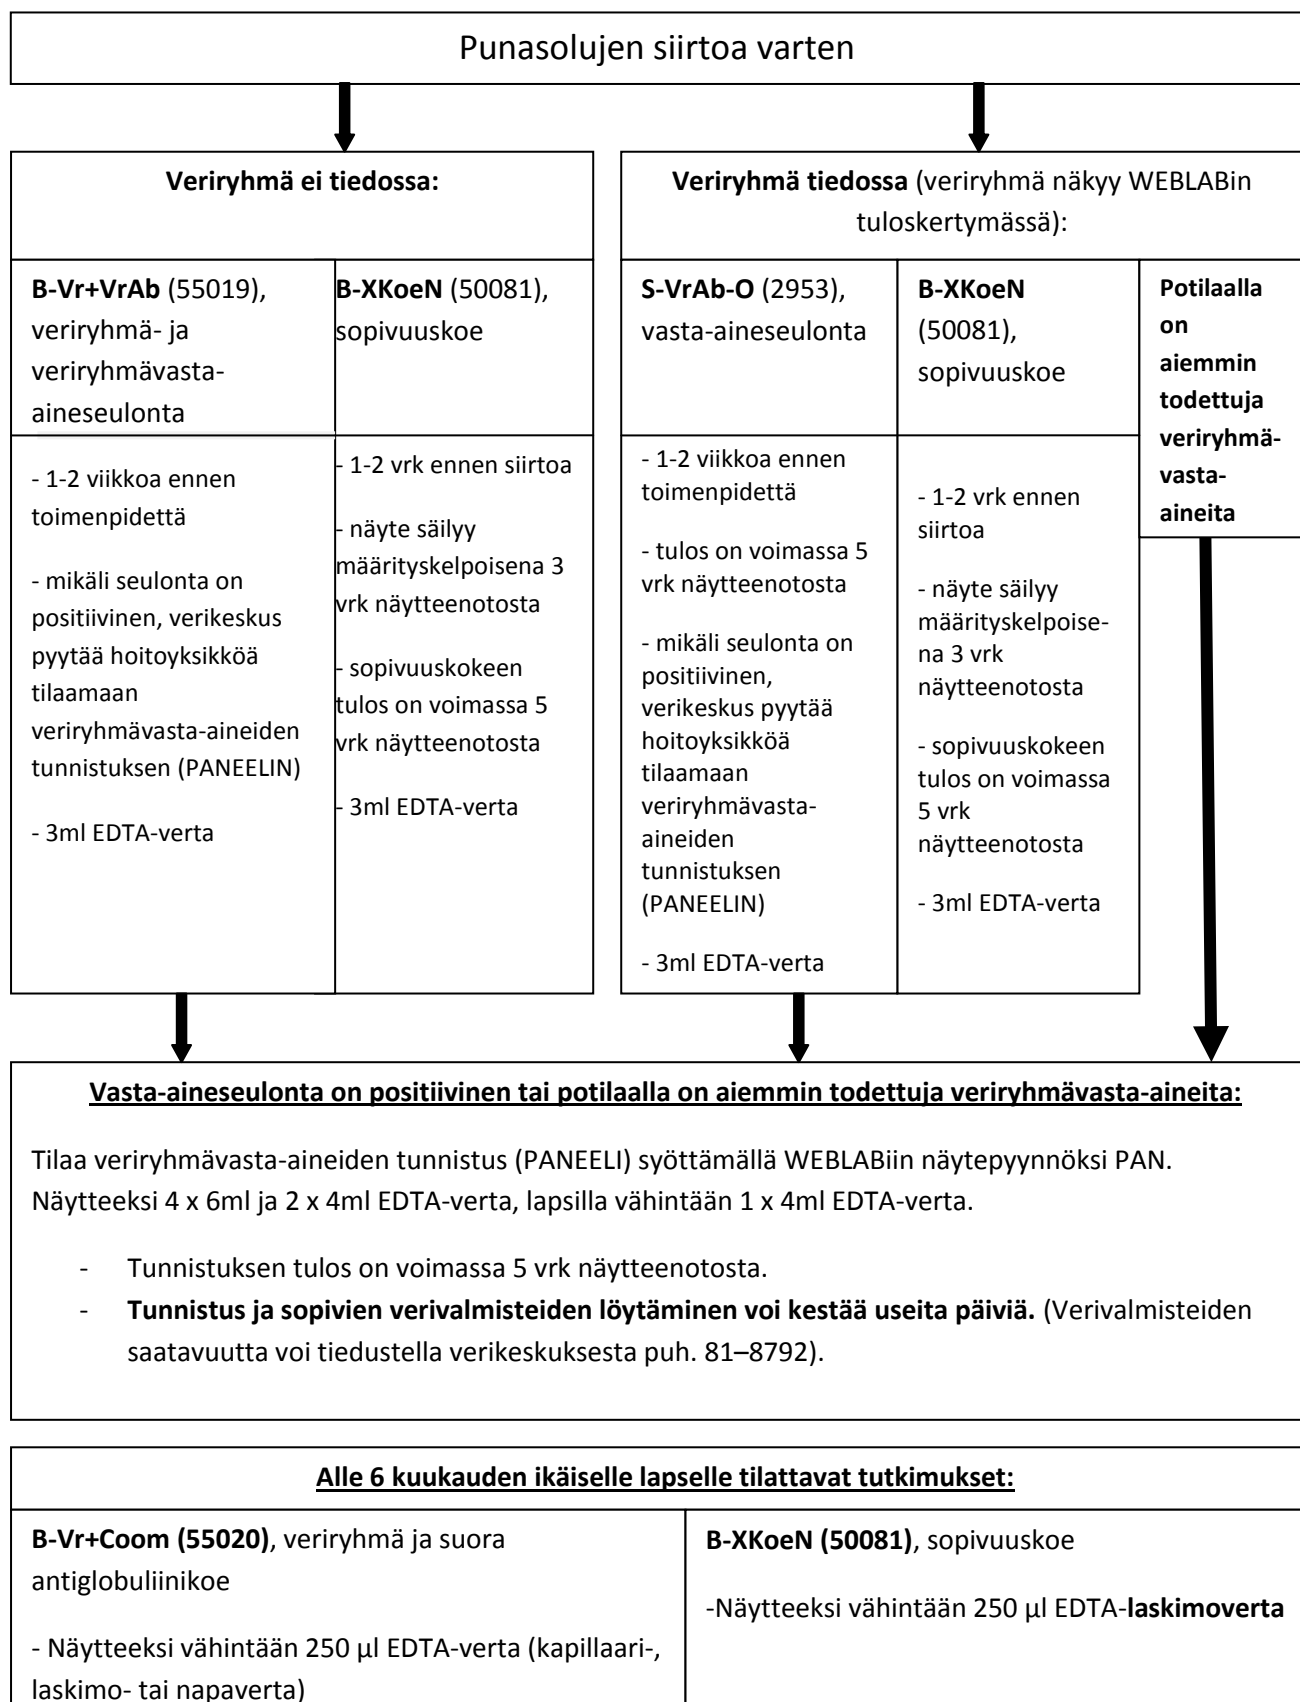 Punasolujen siirtoa varten
Veriryhmä ei tiedossa:
Veriryhmä tiedossa (veriryhmä näkyy WEBLABin
tuloskertymässä):
B-Vr+VrAb (55019),
veriryhmä- ja
veriryhmävasta-
aineseulonta
B-XKoeN (50081),
sopivuuskoe
S-VrAb-O (2953),
vasta-aineseulonta
B-XKoeN
(50081),
sopivuuskoe
Potilaalla
on
aiemmin
todettuja
veriryhmä-
vasta-
aineita
- 1-2 viikkoa ennen
toimenpidettä
- mikäli seulonta on
positiivinen, verikeskus
pyytää hoitoyksikköä
tilaamaan
veriryhmävasta-aineiden
tunnistuksen (PANEELIN)
- 3ml EDTA-verta
- 1-2 vrk ennen siirtoa
- näyte säilyy
määrityskelpoisena 3
vrk näytteenotosta
- sopivuuskokeen
tulos on voimassa 5
vrk näytteenotosta
- 3ml EDTA-verta
- 1-2 viikkoa ennen
toimenpidettä
- tulos on voimassa 5
vrk näytteenotosta
- mikäli seulonta on
positiivinen,
verikeskus pyytää
hoitoyksikköä
tilaamaan
veriryhmävasta-
aineiden
tunnistuksen
(PANEELIN)
- 3ml EDTA-verta
- 1-2 vrk ennen
siirtoa
- näyte säilyy
määrityskelpoise-
na 3 vrk
näytteenotosta
- sopivuuskokeen
tulos on voimassa
5 vrk
näytteenotosta
- 3ml EDTA-verta
Vasta-aineseulonta on positiivinen tai potilaalla on aiemmin todettuja veriryhmävasta-aineita:
Tilaa veriryhmävasta-aineiden tunnistus (PANEELI) syöttämällä WEBLABiin näytepyynnöksi PAN.
Näytteeksi 4 x 6ml ja 2 x 4ml EDTA-verta, lapsilla vähintään 1 x 4ml EDTA-verta.
- Tunnistuksen tulos on voimassa 5 vrk näytteenotosta.
- Tunnistus ja sopivien verivalmisteiden löytäminen voi kestää useita päiviä. (Verivalmisteiden
saatavuutta voi tiedustella verikeskuksesta puh. 81–8792).
Alle 6 kuukauden ikäiselle lapselle tilattavat tutkimukset:
B-Vr+Coom (55020), veriryhmä ja suora
antiglobuliinikoe
- Näytteeksi vähintään 250 µl EDTA-verta (kapillaari-,
laskimo- tai napaverta)
B-XKoeN (50081), sopivuuskoe
-Näytteeksi vähintään 250 µl EDTA-laskimoverta